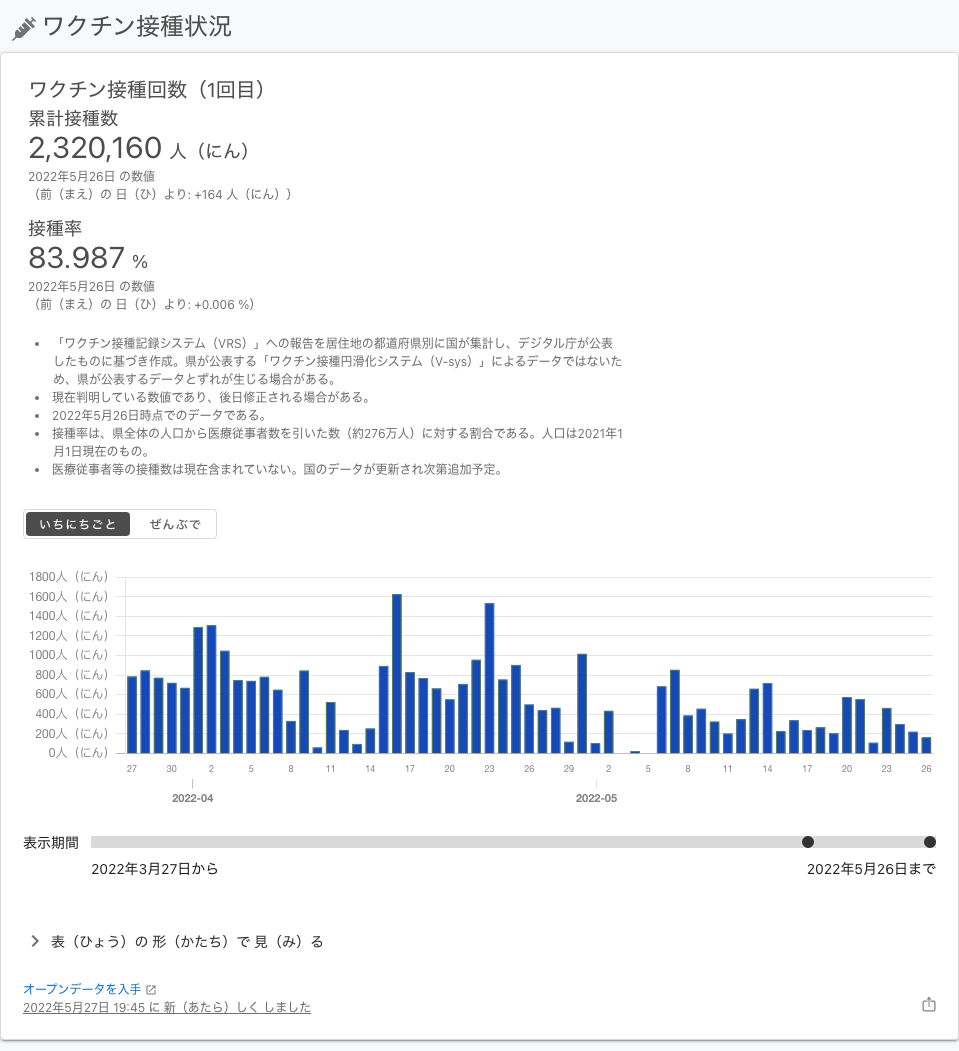 ワクチン接種状況
ワクチン接種回数（1回目）
累計接種数
2,320,160 人（にん）
2022年5月26日 の数値
（前（まえ）の 日（ひ）より: +164 人（にん））
接種率
83.987 %
2022年5月26日 の数値
（前（まえ）の 日（ひ）より: +0.006 %）
• 「ワクチン接種記録システム（VRS）」への報告を居住地の都道府県別に国が集計し、デジタル庁が公表
したものに基づき作成。県が公表する「ワクチン接種円滑化システム（V-sys）」によるデータではないた
め、県が公表するデータとずれが生じる場合がある。
• 現在判明している数値であり、後日修正される場合がある。
• 2022年5月26日時点でのデータである。
• 接種率は、県全体の人口から医療従事者数を引いた数（約276万人）に対する割合である。人口は2021年1
月1日現在のもの。
• 医療従事者等の接種数は現在含まれていない。国のデータが更新され次第追加予定。
いちにちごと ぜんぶで
1800人（にん）
1600人（にん）
1400人（にん）
1200人（にん）
1000人（にん）
800人（にん）
600人（にん）
400人（にん）
200人（にん）
0人（にん）
27 30 2 5 8 11 14 17 20 23 26 29 2 5 8 11 14 17 20 23 26
2022-04 2022-05
表示期間
2022年3月27日から 2022年5月26日まで
表（ひょう）の 形（かたち）で 見（み）る
オープンデータを入手
2022年5月27日 19:45 に 新（あたら）しく しました